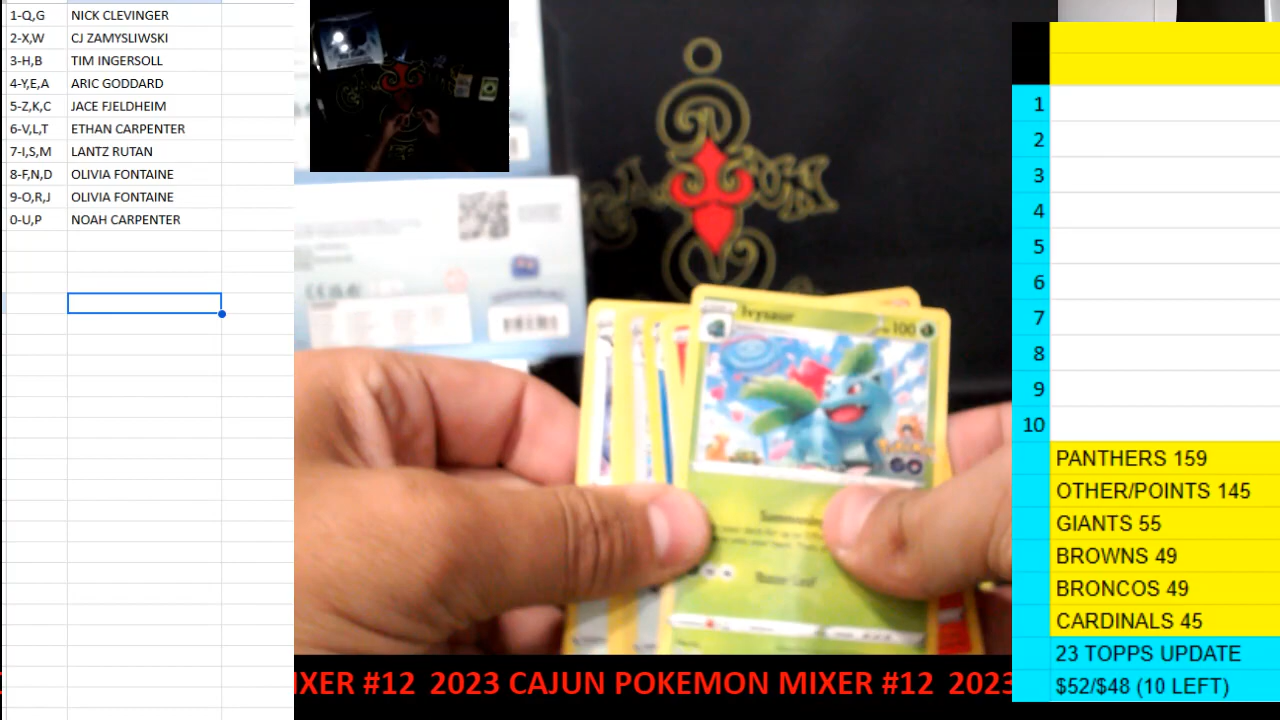 1-Q,G NICK CLEVINGER
2-X,W CJ ZAMYSLIWSKI
3-H,B TIM INGERSOLL
4-Y,E,A ARIC GODDARD
5-Z,K,C JACE FJELDHEIM
6-V,L,T ETHAN CARPENTER
7-I,S,M LANTZ RUTAN
8-F,N,D OLIVIA FONTAINE
9-O,R,J OLIVIA FONTAINE
0-U,P NOAH CARPENTER
Ivysaur 100
GO
IXER #12 2023 CAJUN POKEMON MIXER #12 2023
1
2
3
4
5
6
7
8
9
10
PANTHERS 159
OTHER/POINTS 145
GIANTS 55
BROWNS 49
BRONCOS 49
CARDINALS 45
23 TOPPS UPDATE
$52/$48 (10 LEFT)